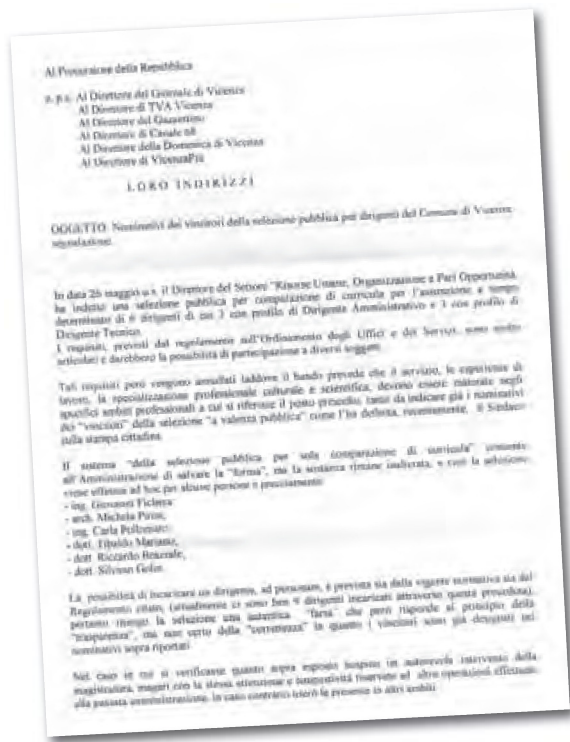 Al Procuratore della Repubblica
e, p.c. Al Direttore del Giornale di Vicenza
Al Direttore di TVA Vicenza
Al Direttore del Gazzettino
Al Direttore di Canale 68
Al Direttore della Domenica di Vicenza
Al Direttore di VicenzaPiù
LORO INDIRIZZI
OGGETTO: Nominativi dei vincitori della selezione pubblica per dirigenti del Comune di Vicenza:
segnalazione.
In data 26 maggio u.s. il Direttore del Settore "Risorse Umane, Organizzazione e Pari Opportunità,
ha indetto una selezione pubblica per comparazione di curricula per l'assunzione a tempo
determinato di 6 dirigenti di cui 3 con profilo di Dirigente Amministrativo e 3 con profilo di
Dirigente Tecnico.
I requisiti, previsti dal regolamento sull'Ordinamento degli Uffici e dei Servizi, sono molto
articolati e darebbero la possibilità di partecipazione a diversi soggetti.
Tali requisiti però vengono annullati laddove il bando prevede che il servizio, le esperienze di
lavoro, la specializzazione professionale culturale e scientifica, devono essere maturate negli
specifici ambiti professionali a cui si riferisce il posto prescelto, tanto da indicare già i nominativi
dei "vincitori" della selezione "a valenza pubblica" come l'ha definita, recentemente, il Sindaco
sulla stampa cittadina.
Il sistema "della selezione pubblica per sola comparazione di curricula" consente
all'Amministrazione di salvare la "forma", ma la sostanza rimane inalterata, e così la selezione
viene effettuata ad hoc per alcune persone e precisamente:
- ing. Giovanni Fichera
- arch. Michela Piron,
- ing. Carla Poloniato,
- dott. Tibaldo Mariano,
- dott. Riccardo Brazzale,
- dott. Silvano Golin.
La possibilità di incaricare un dirigente, ad personam, è prevista sia dalla vigente normativa sia dal
Regolamento citato, (attualmente ci sono ben 9 dirigenti incaricati attraverso questa procedura),
pertanto ritengo la selezione una autentica "farsa" che però risponde al principio della
"trasparenza", ma non certo della "correttezza" in quanto i vincitori sono già designati nei
nominativi sopra riportati.
Nel caso in cui si verificasse quanto sopra esposto auspico un autorevole intervento della
magistratura, magari con la stessa attenzione e tempestività riservate ad altre operazioni effettuate
alla passata amministrazione, in caso contrario terrò la presente in altri ambiti.